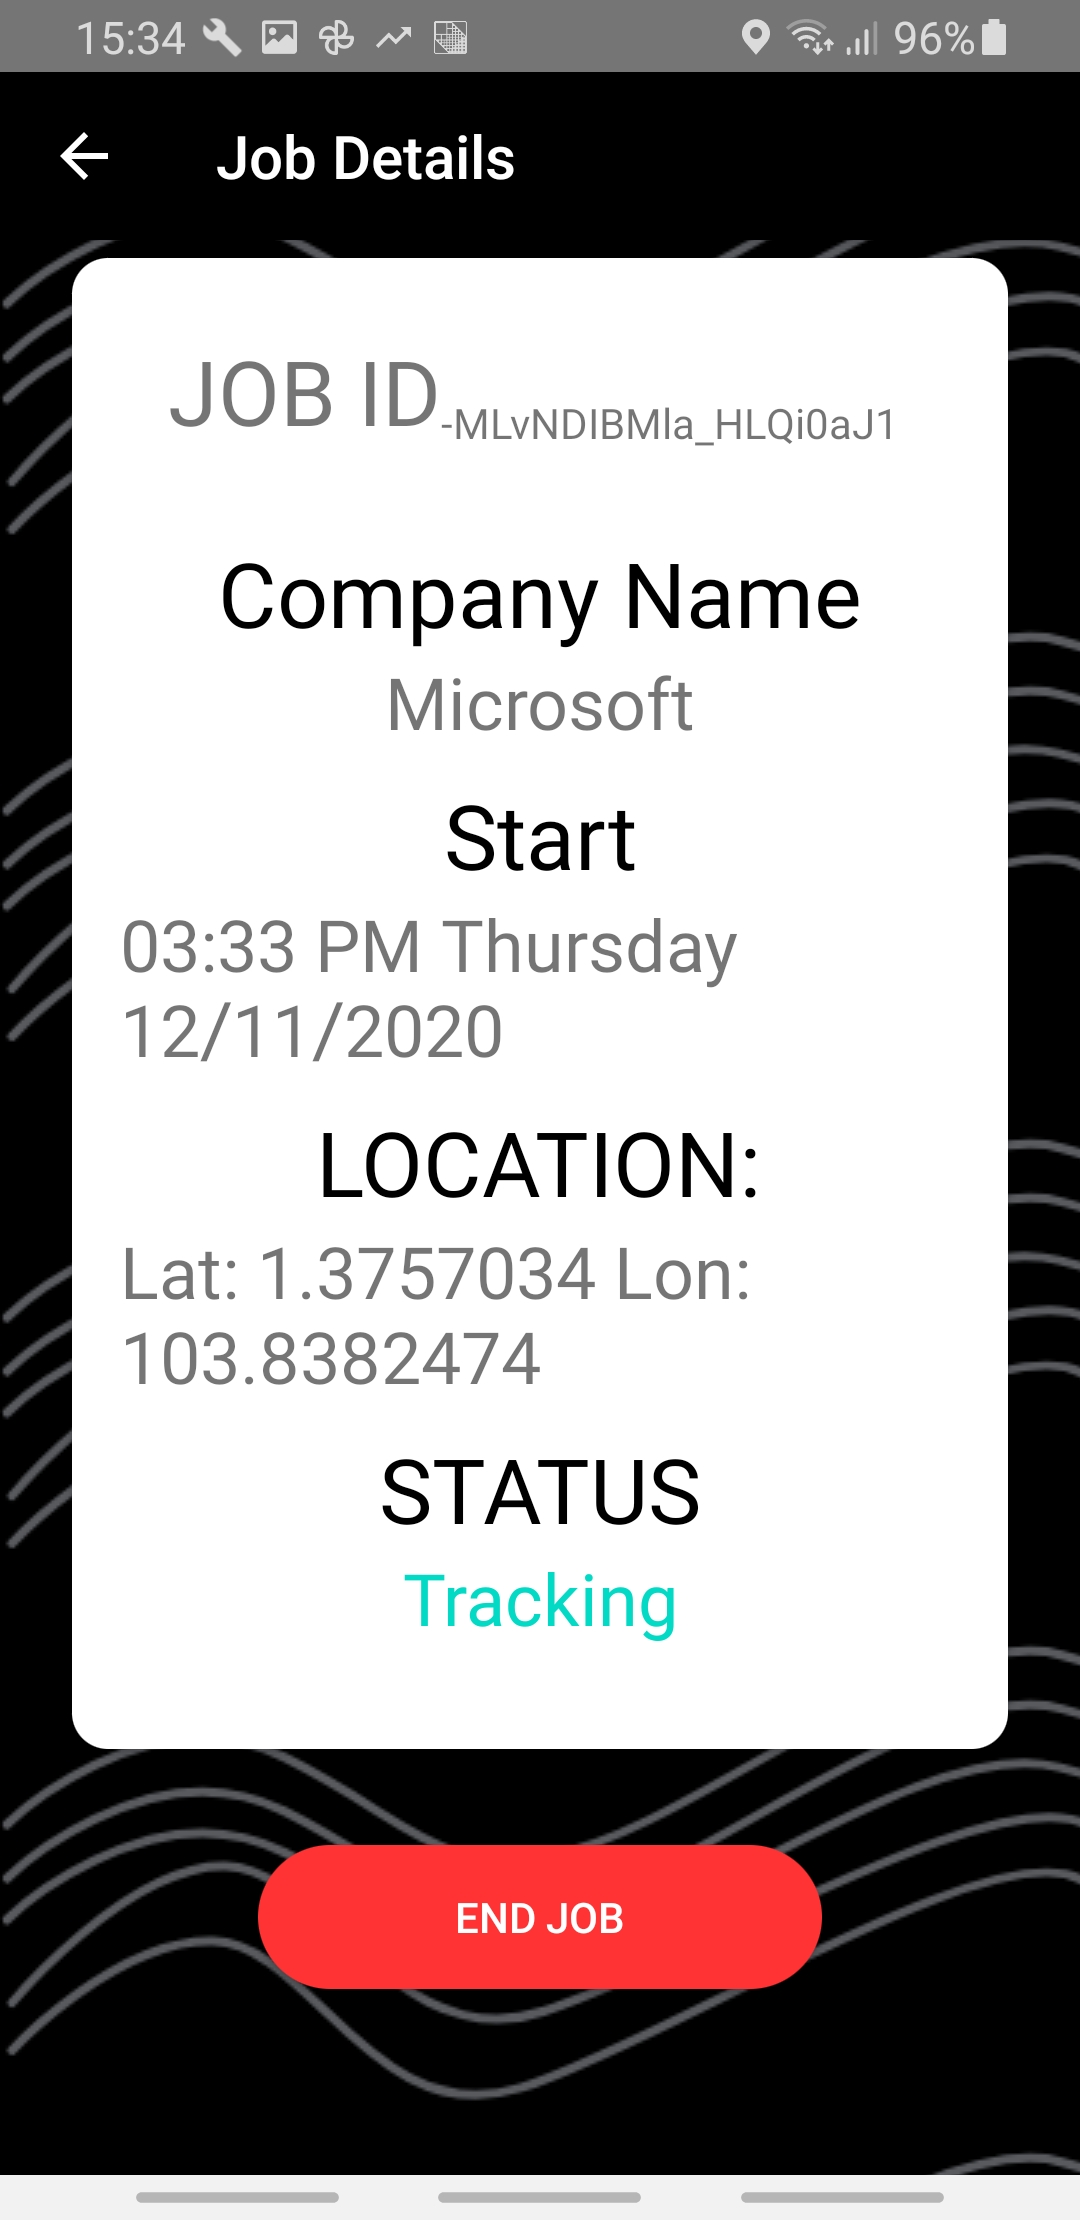 15:34 96%
Job Details
JOB ID -MLvNDIBMla_HLQi0aJ1
Company Name
Microsoft
Start
03:33 PM Thursday
12/11/2020
LOCATION:
Lat: 1.3757034 Lon:
103.8382474
STATUS
Tracking
END JOB